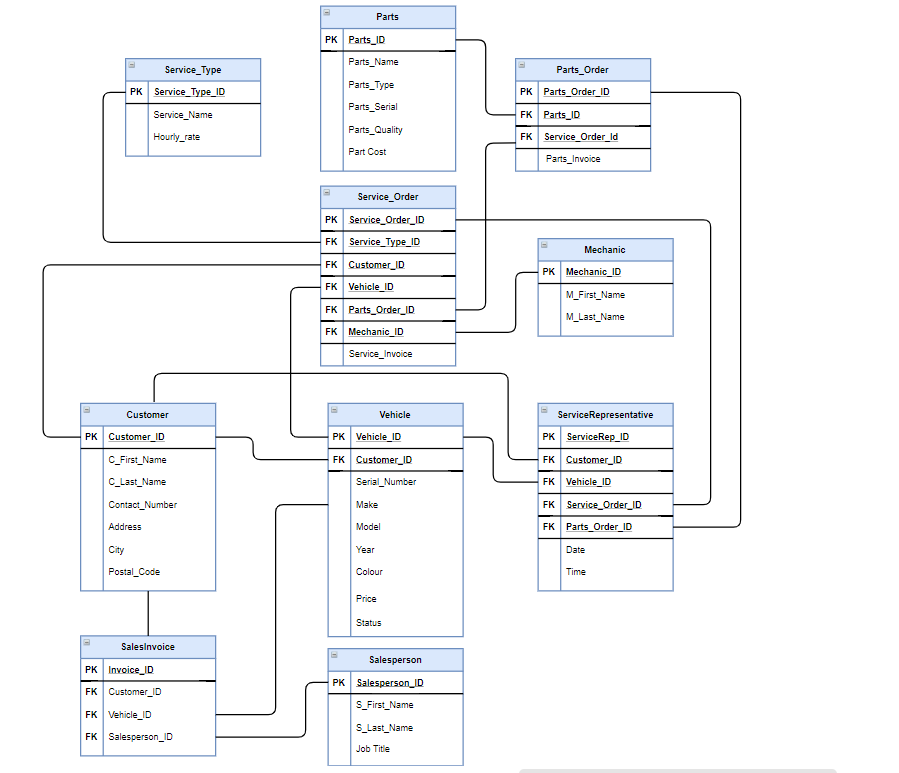 Parts
PK Parts_ID
Parts_Name
Parts_Type
Parts_Serial
Parts_Quality
Part Cost
Service_Type
PK Service_Type_ID
Service_Name
Hourly_rate
Parts_Order
PK Parts_Order_ID
FK Parts_ID
FK Service_Order_Id
Parts_Invoice
Service_Order
PK Service_Order_ID
FK Service_Type_ID
FK Customer_ID
FK Vehicle_ID
FK Parts_Order_ID
FK Mechanic_ID
Service_Invoice
Mechanic
PK Mechanic_ID
M_First_Name
M_Last_Name
Customer
PK Customer_ID
C_First_Name
C_Last_Name
Contact_Number
Address
City
Postal_Code
Vehicle
PK Vehicle_ID
FK Customer_ID
Serial_Number
Make
Model
Year
Colour
Price
Status
ServiceRepresentative
PK ServiceRep_ID
FK Customer_ID
FK Vehicle_ID
FK Service_Order_ID
FK Parts_Order_ID
Date
Time
SalesInvoice
PK Invoice_ID
FK Customer_ID
FK Vehicle_ID
FK Salesperson_ID
Salesperson
PK Salesperson_ID
S_First_Name
S_Last_Name
Job Title